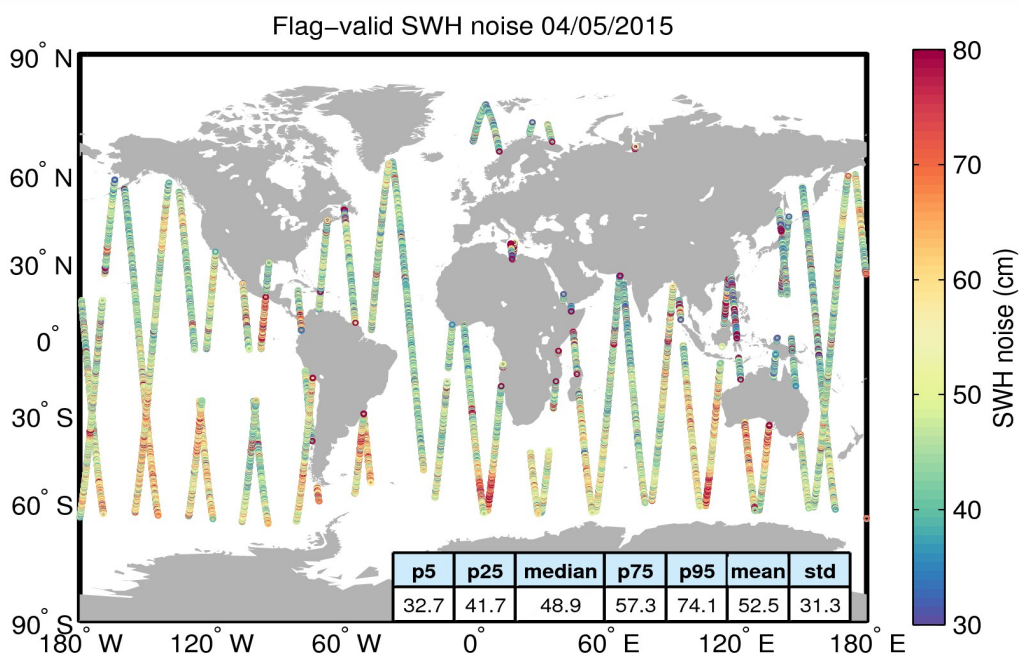 Flag−valid SWH noise 04/05/2015
90° N
60° N
30° N
0°
30° S
60° S
90° S
180° W
120° W
60° W
0°
60° E
120° E
180° E
p5 p25 median p75 p95 mean std
32.7 41.7 48.9 57.3 74.1 52.5 31.3
80
70
60
50
40
30
SWH noise (cm)